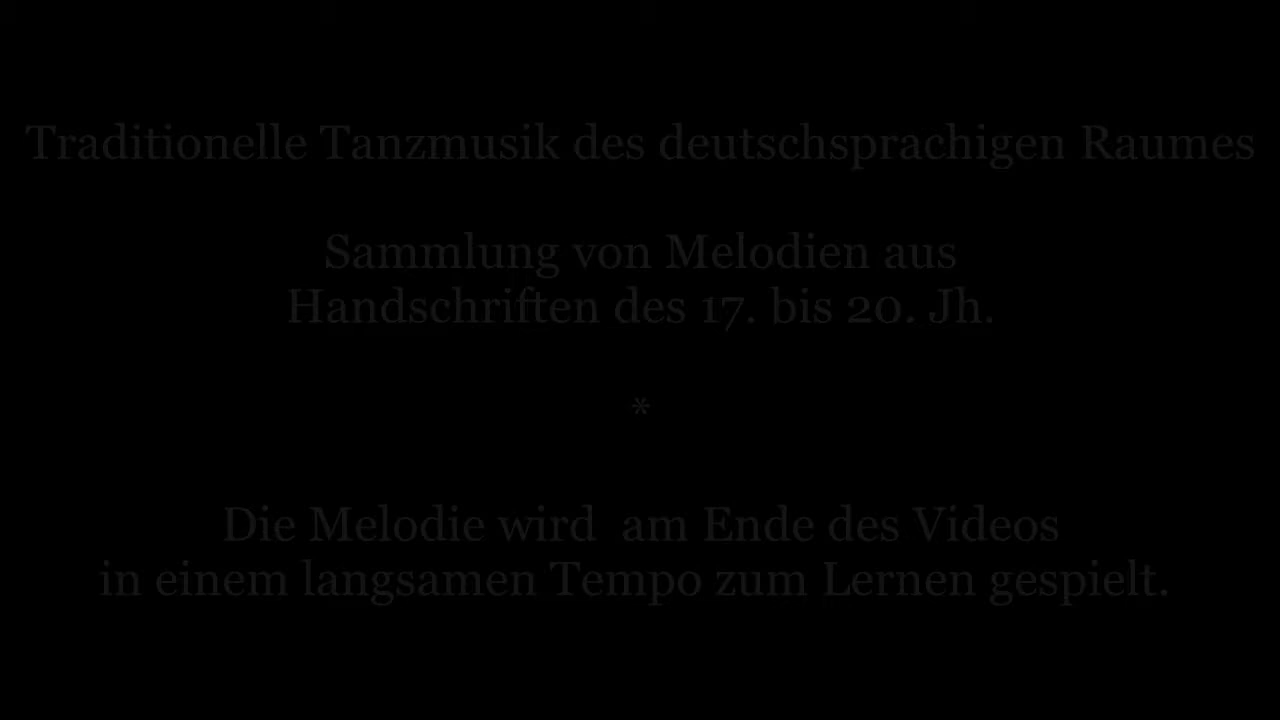 Traditionelle Tanzmusik des deutschsprachigen Raumes
Sammlung von Melodien aus
Handschriften des 17. bis 20. Jh.
*
Die Melodie wird am Ende des Videos
in einem langsamen Tempo zum Lernen gespielt.